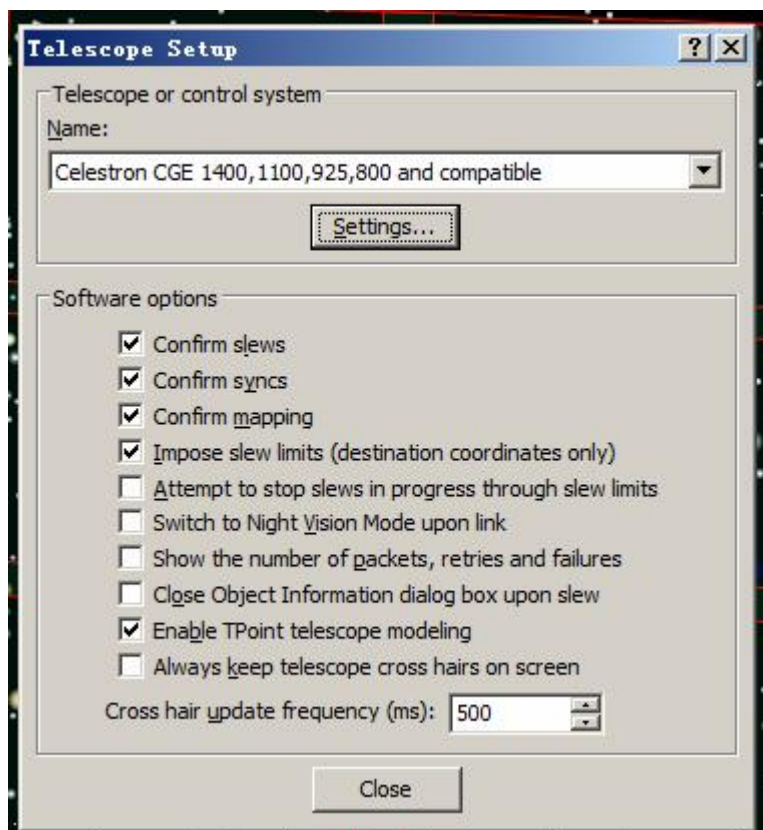 Telescope Setup
Telescope or control system
Name:
Celestron CGE 1400,1100,925,800 and compatible
Settings...
Software options
Confirm slews
Confirm syncs
Confirm mapping
Impose slew limits (destination coordinates only)
Attempt to stop slews in progress through slew limits
Switch to Night Vision Mode upon link
Show the number of packets, retries and failures
Close Object Information dialog box upon slew
Enable TPoint telescope modeling
Always keep telescope cross hairs on screen
Cross hair update frequency (ms): 500
Close